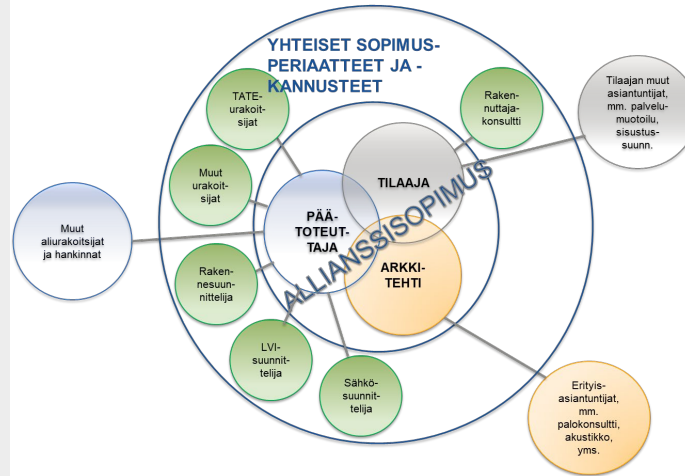 YHTEISET SOPIMUS-
PERIAATTEET JA -
KANNUSTEET
TATE-
urakoit-
sijat
Raken-
nuttaja-
konsultti
Tilaajan muut
asiantuntijat,
mm. palvelu-
muotoilu,
sisustus-
suunn.
Muut
urakoit-
sijat
TILAAJA
PÄÄ-
TOTEUT-
TAJA
ALLIANSSISOPIMUS
Muut
aliurakoitsijat
ja hankinnat
ARKKI-
TEHTI
Raken-
nesuun-
nittelija
LVI-
suunnit-
telija
Sähkö-
suunnit-
telija
Erityis-
asiantuntijat,
mm.
palokonsultti,
akustikko,
yms.